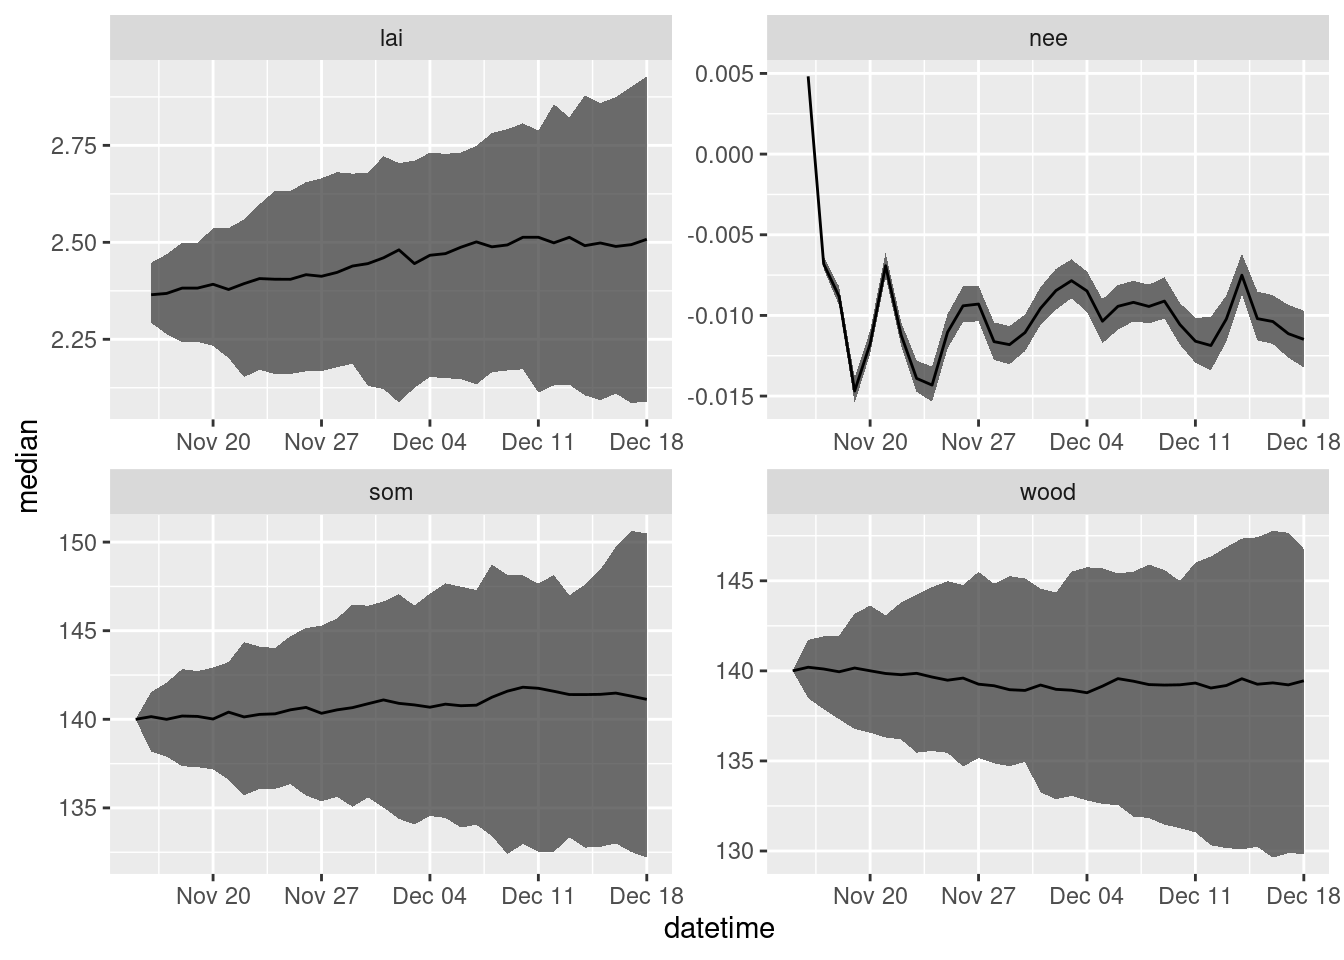 lai
nee
2.75
2.50
2.25
0.005
0.000
-0.005
-0.010
-0.015
Nov 20 Nov 27 Dec 04 Dec 11 Dec 18
Nov 20 Nov 27 Dec 04 Dec 11 Dec 18
median
som
wood
150
145
140
135
145
140
135
130
Nov 20 Nov 27 Dec 04 Dec 11 Dec 18
Nov 20 Nov 27 Dec 04 Dec 11 Dec 18
datetime